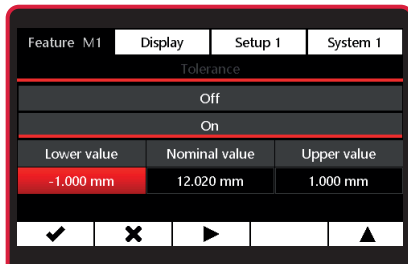 Feature M1 Display Setup 1 System 1
Tolerance
Off
On
Lower value Nominal value Upper value
-1.000 mm 12.020 mm 1.000 mm